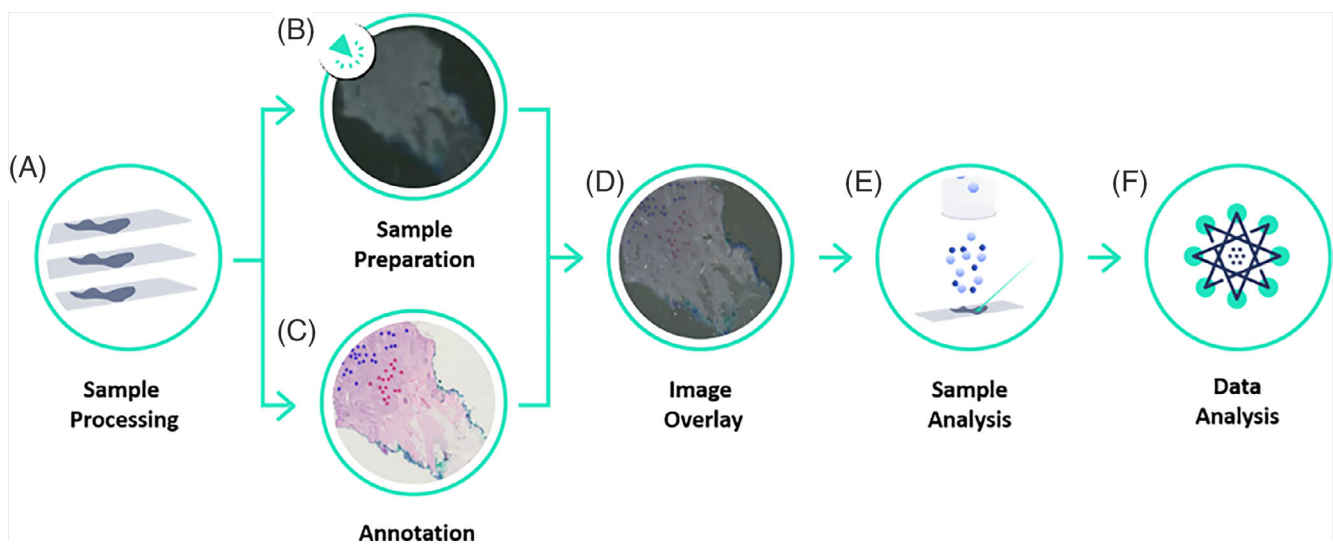 (A)
Sample
Processing
(B)
Sample
Preparation
(C)
Annotation
(D)
Image
Overlay
(E)
Sample
Analysis
(F)
Data
Analysis